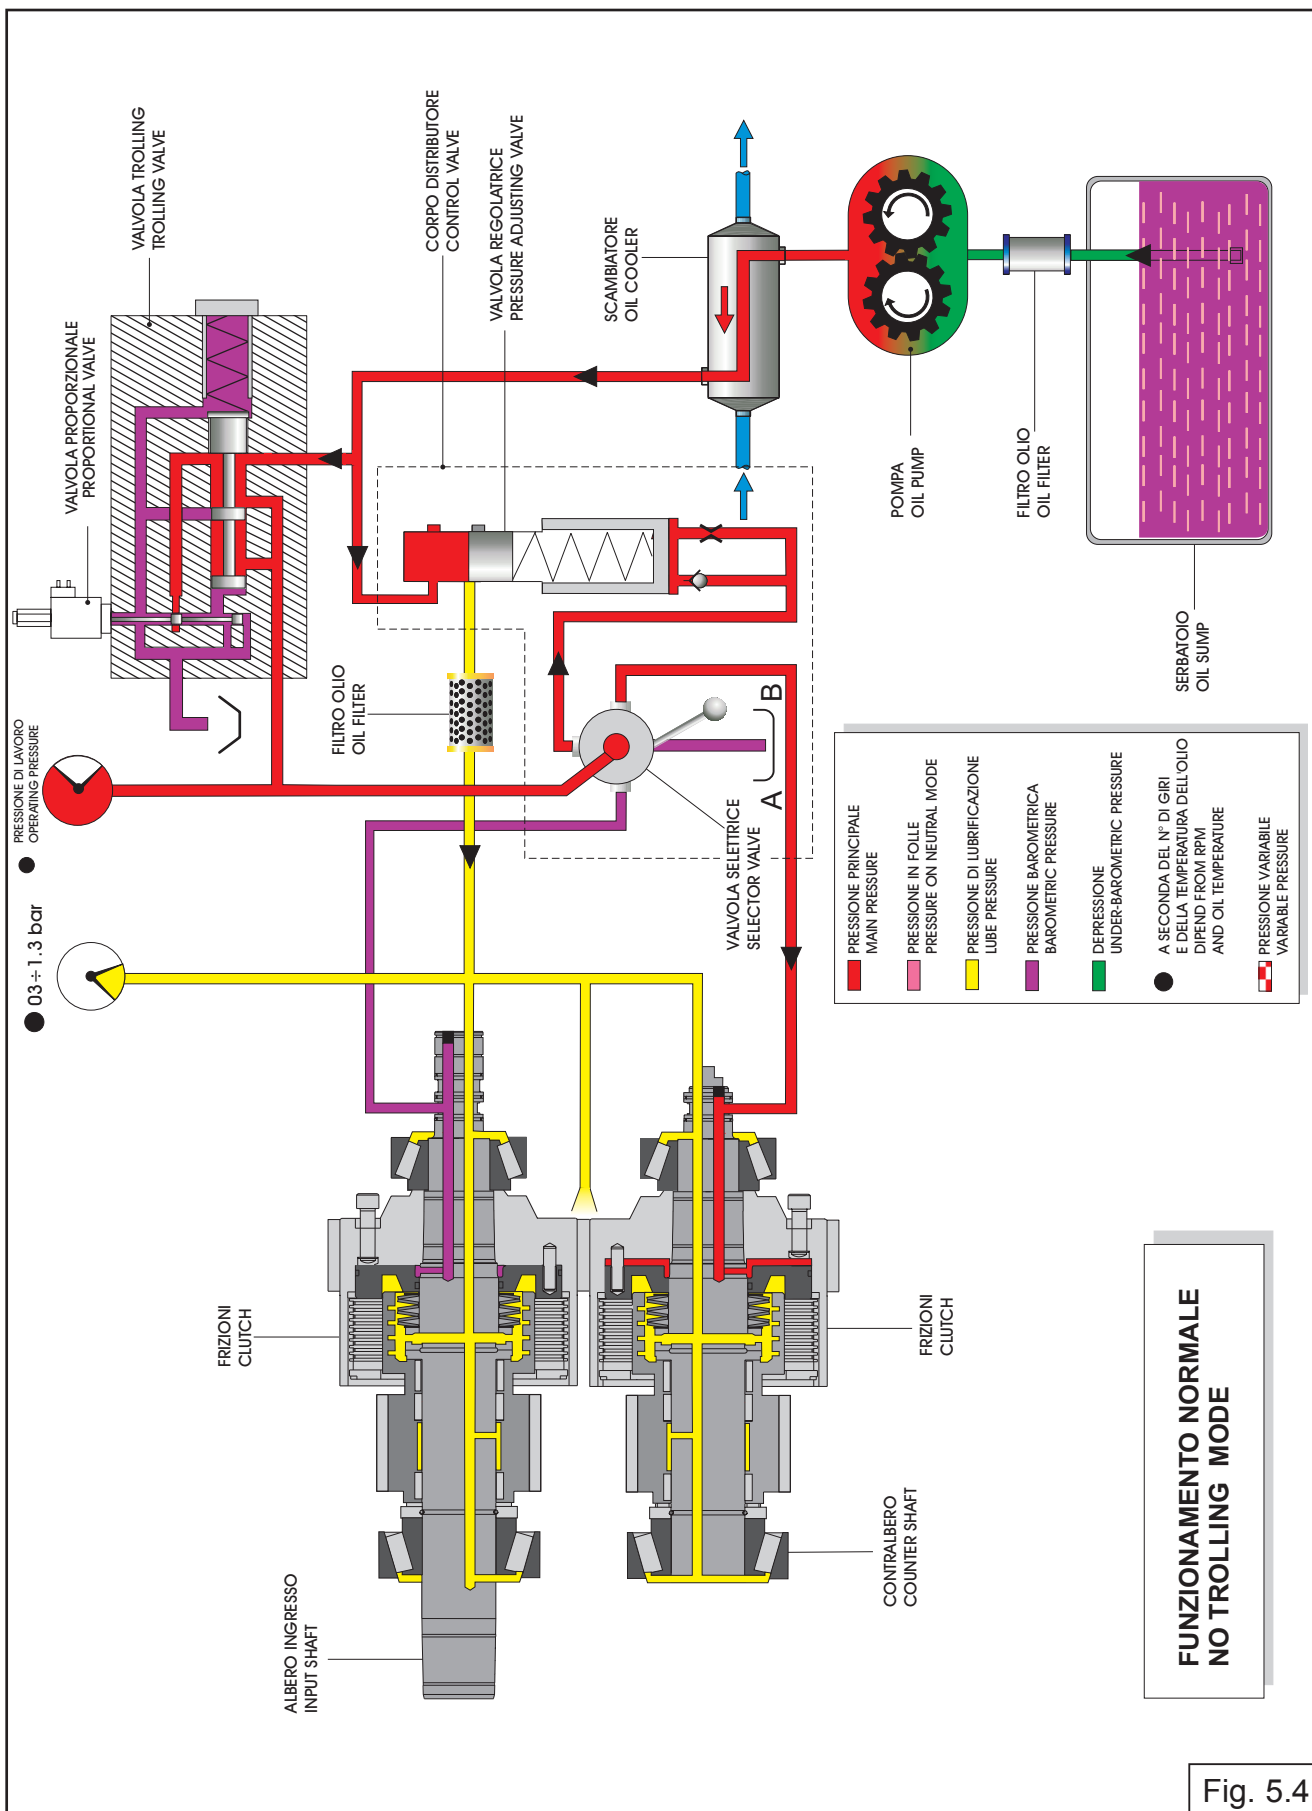 VALVOLA TROLLING
TROLLING VALVE
VALVOLA PROPORZIONALE
PROPORTIONAL VALVE
CORPO DISTRIBUTORE
CONTROL VALVE
VALVOLA REGOLATRICE
PRESSURE ADJUSTING VALVE
SCAMBIATORE
OIL COOLER
POMPA
OIL PUMP
FILTRO OLIO
OIL FILTER
SERBATOIO
OIL SUMP
PRESSIONE DI LAVORO
OPERATING PRESSURE
03÷1.3 bar
FILTRO OLIO
OIL FILTER
A
B
VALVOLA SELETTRICE
SELECTOR VALVE
PRESSIONE PRINCIPALE
MAIN PRESSURE
PRESSIONE IN FOLLE
PRESSURE ON NEUTRAL MODE
PRESSIONE DI LUBRIFICAZIONE
LUBE PRESSURE
PRESSIONE BAROMETRICA
BAROMETRIC PRESSURE
DEPRESSIONE
UNDER-BAROMETRIC PRESSURE
A SECONDA DEL N° DI GIRI
E DELLA TEMPERATURA DELL'OLIO
DIPEND FROM RPM
AND OIL TEMPERATURE
PRESSIONE VARIABILE
VARIABLE PRESSURE
FRIZIONI
CLUTCH
FRIZIONI
CLUTCH
ALBERO INGRESSO
INPUT SHAFT
CONTRALBERO
COUNTER SHAFT
FUNZIONAMENTO NORMALE
NO TROLLING MODE
Fig. 5.4